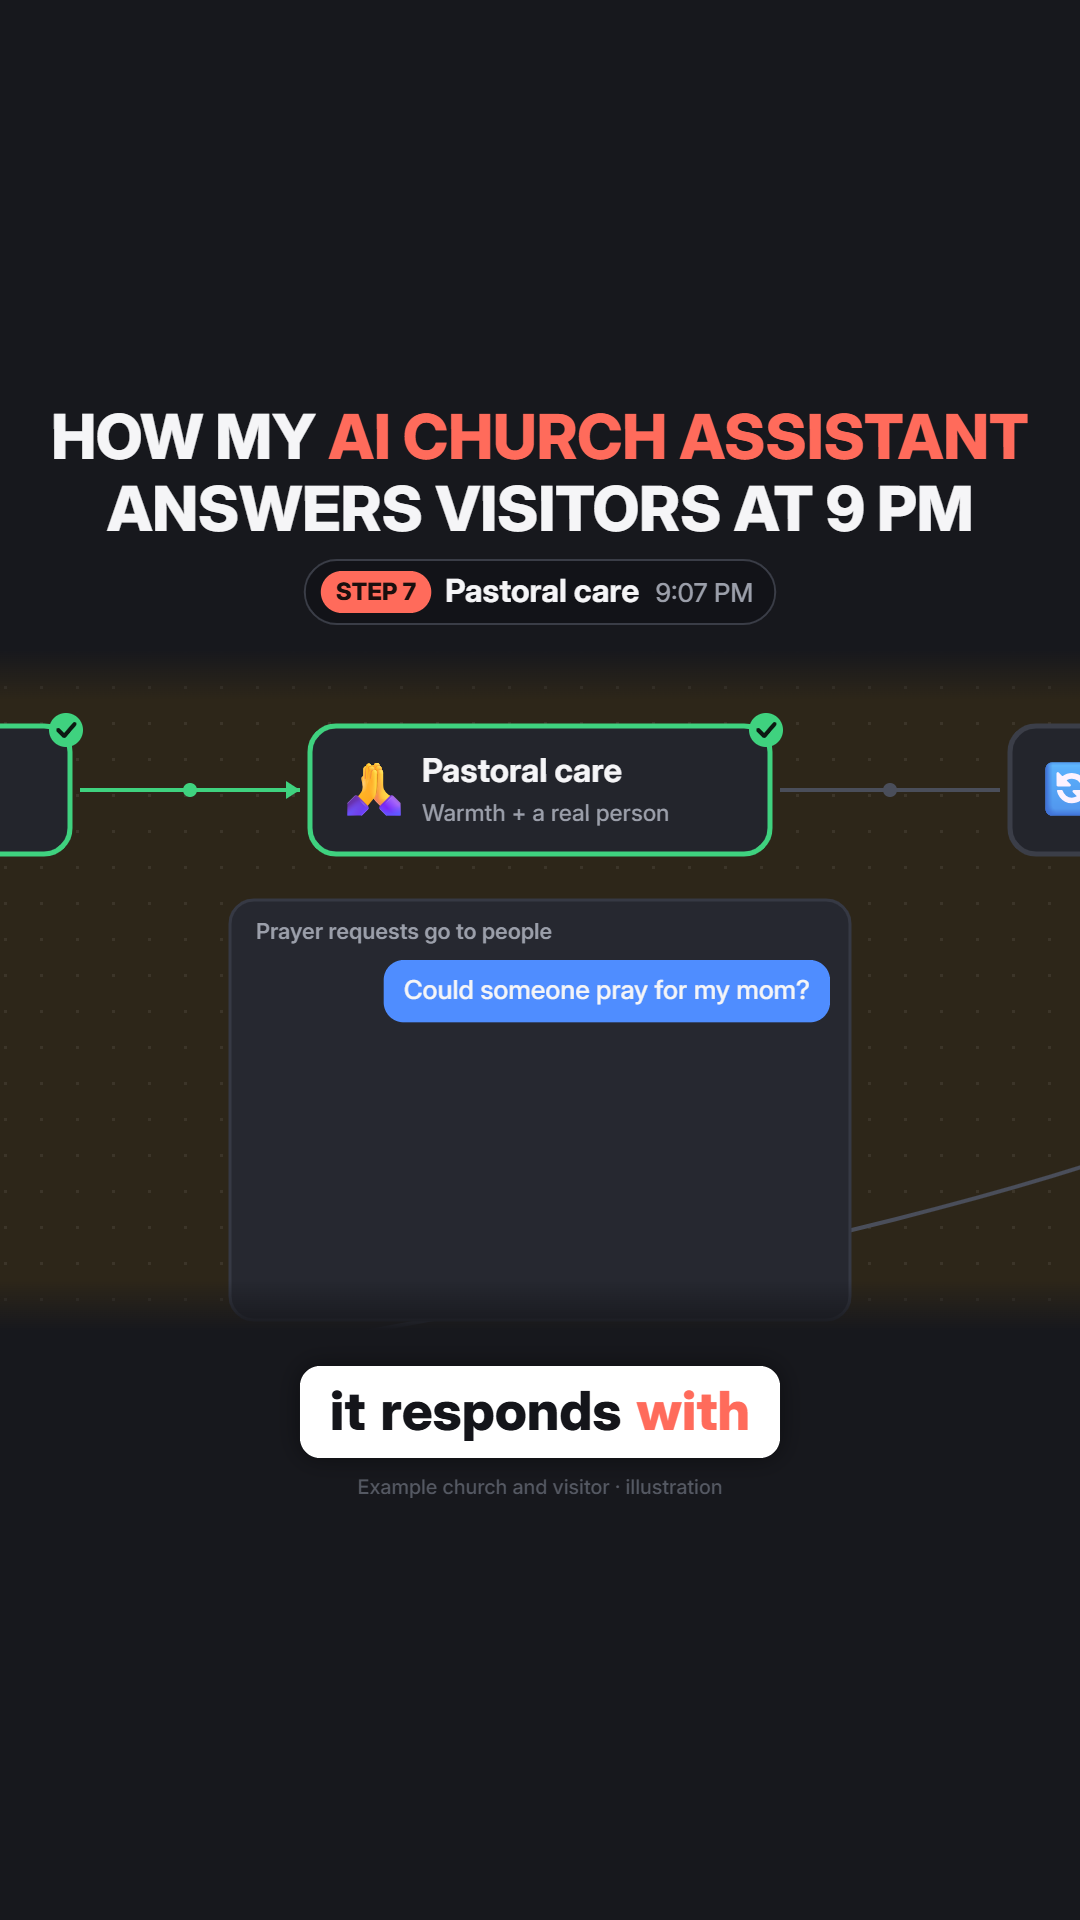 HOW MY AI CHURCH ASSISTANT
ANSWERS VISITORS AT 9 PM
STEP 7 Pastoral care 9:07 PM
Pastoral care
Warmth + a real person
Prayer requests go to people
Could someone pray for my mom?
it responds with
Example church and visitor · illustration